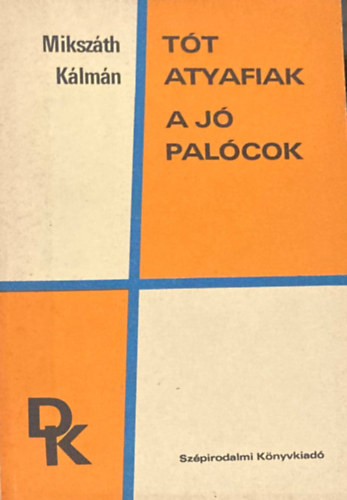 Mikszáth
Kálmán
TÓT
ATYAFIAK
A JÓ
PALÓCOK
DK
Szépirodalmi Könyvkiadó